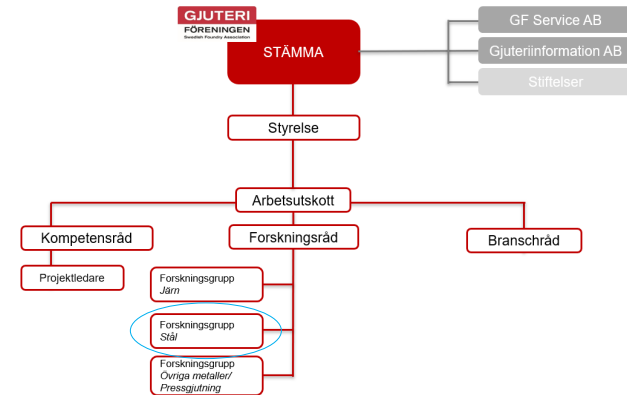 GJUTERI
FÖRENINGEN
Swedish Foundry Association
STÄMMA
GF Service AB
Gjuteriinformation AB
Stiftelser
Styrelse
Arbetsutskott
Kompetensråd
Forskningsråd
Branschråd
Projektledare
Forskningsgrupp
Järn
Forskningsgrupp
Stål
Forskningsgrupp
Övriga metaller/
Pressgjutning